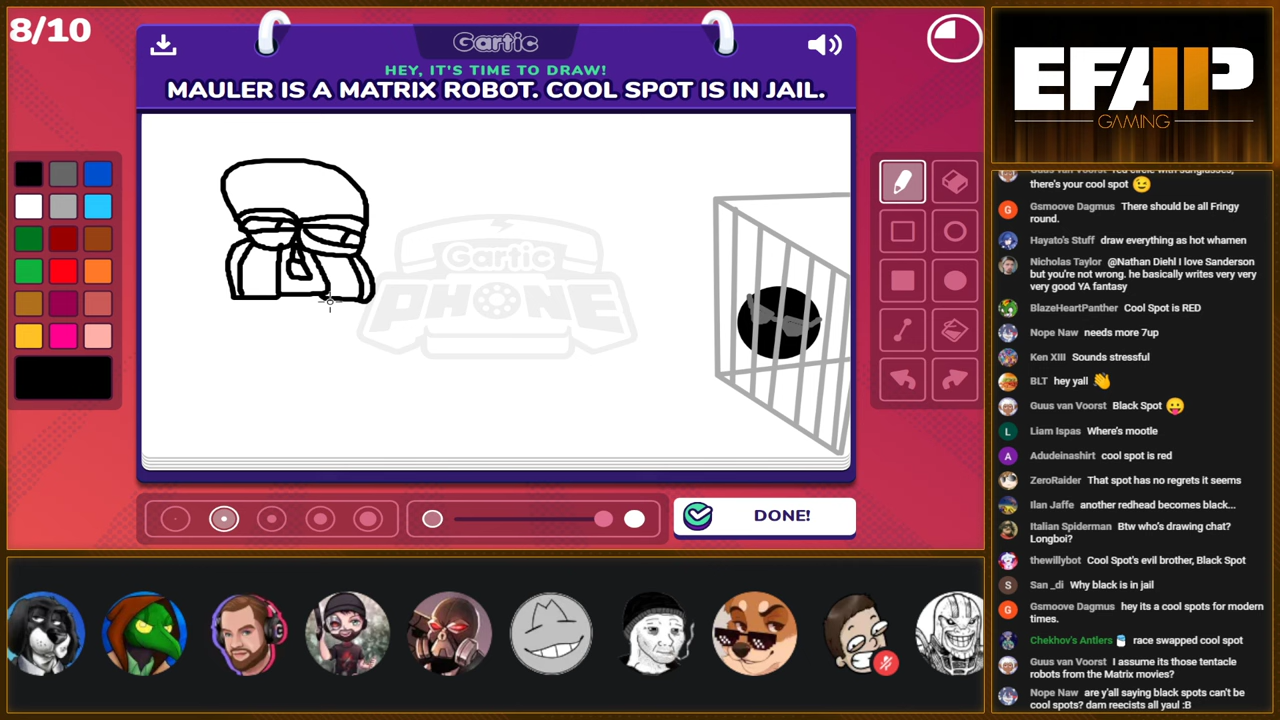 8/10
Gartic
HEY, IT'S TIME TO DRAW!
MAULER IS A MATRIX ROBOT. COOL SPOT IS IN JAIL.
Gartic
PHONE
DONE!
EFAP
GAMING
there's your cool spot 😉
Gsmoove Dagmus There should be all Fringy
round.
Hayato's Stuff draw everything as hot whamen
Nicholas Taylor @Nathan Diehl I love Sanderson
but you're not wrong. he basically writes very very
very good YA fantasy
BlazeHeartPanther Cool Spot is RED
Nope Naw needs more 7up
Ken XIII Sounds stressful
BLT hey yall 👋
Guus van Voorst Black Spot 😛
Liam Ispas Where's mootle
Adudeinashirt cool spot is red
ZeroRaider That spot has no regrets it seems
Ilan Jaffe another redhead becomes black...
Italian Spiderman Btw who's drawing chat?
Longboi?
thewillybot Cool Spot's evil brother, Black Spot
San _di Why black is in jail
Gsmoove Dagmus hey its a cool spots for modern
times.
Chekhov's Antlers race swapped cool spot
Guus van Voorst I assume its those tentacle
robots from the Matrix movies?
Nope Naw are y'all saying black spots can't be
cool spots? dam reecists all yaul :B